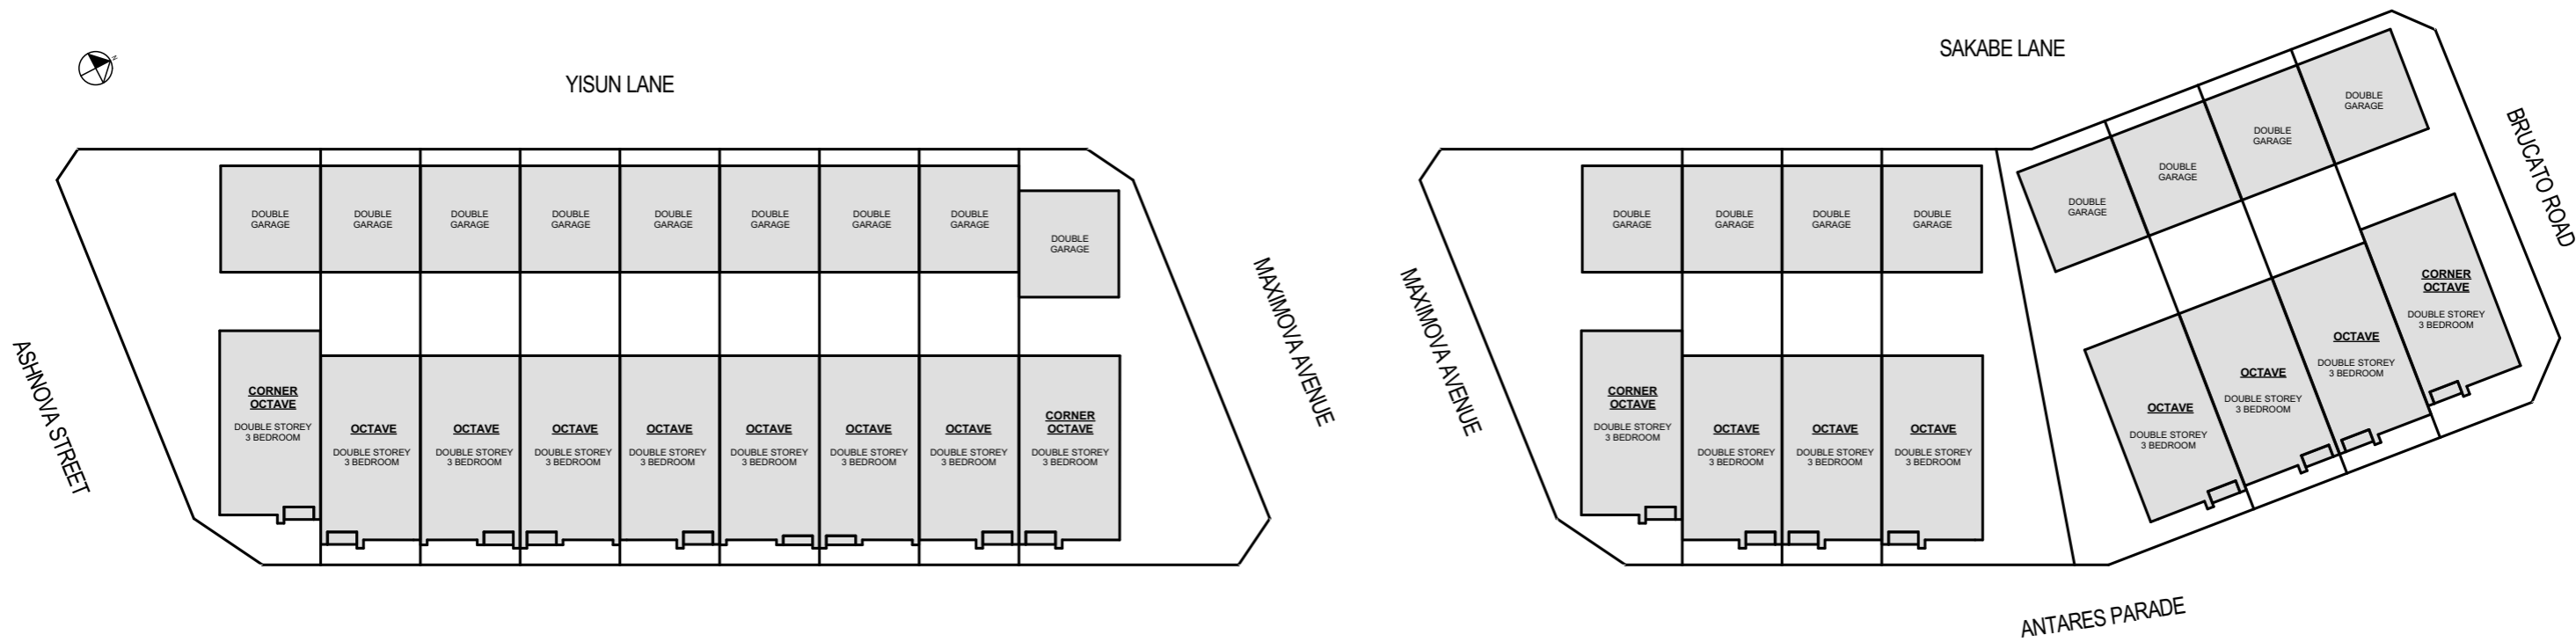 N
YISUN LANE
SAKABE LANE
DOUBLE
GARAGE
DOUBLE
GARAGE
DOUBLE
GARAGE
DOUBLE
GARAGE
DOUBLE
GARAGE
DOUBLE
GARAGE
DOUBLE
GARAGE
DOUBLE
GARAGE
DOUBLE
GARAGE
ASHNOVA STREET
CORNER
OCTAVE
DOUBLE STOREY
3 BEDROOM
OCTAVE
DOUBLE STOREY
3 BEDROOM
OCTAVE
DOUBLE STOREY
3 BEDROOM
OCTAVE
DOUBLE STOREY
3 BEDROOM
OCTAVE
DOUBLE STOREY
3 BEDROOM
OCTAVE
DOUBLE STOREY
3 BEDROOM
OCTAVE
DOUBLE STOREY
3 BEDROOM
OCTAVE
DOUBLE STOREY
3 BEDROOM
CORNER
OCTAVE
DOUBLE STOREY
3 BEDROOM
MAXIMOVA AVENUE
MAXIMOVA AVENUE
DOUBLE
GARAGE
DOUBLE
GARAGE
DOUBLE
GARAGE
DOUBLE
GARAGE
DOUBLE
GARAGE
DOUBLE
GARAGE
DOUBLE
GARAGE
DOUBLE
GARAGE
BRUCATO ROAD
CORNER
OCTAVE
DOUBLE STOREY
3 BEDROOM
OCTAVE
DOUBLE STOREY
3 BEDROOM
OCTAVE
DOUBLE STOREY
3 BEDROOM
OCTAVE
DOUBLE STOREY
3 BEDROOM
OCTAVE
DOUBLE STOREY
3 BEDROOM
OCTAVE
DOUBLE STOREY
3 BEDROOM
OCTAVE
DOUBLE STOREY
3 BEDROOM
CORNER
OCTAVE
DOUBLE STOREY
3 BEDROOM
ANTARES PARADE